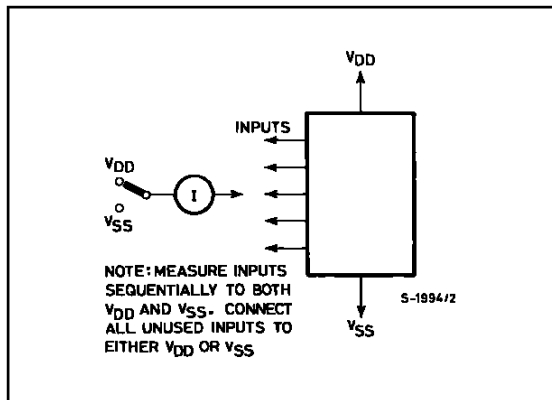 VDD
INPUTS
VDD
I
VSS
NOTE: MEASURE INPUTS
SEQUENTIALLY TO BOTH
VDD AND VSS. CONNECT
ALL UNUSED INPUTS TO
EITHER VDD OR VSS
S-1994/2
VSS